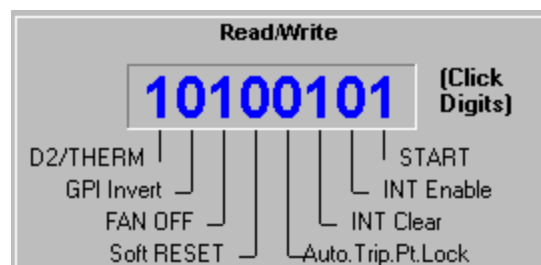 Read/Write
10100101
(Click
Digits)
D2/THERM
START
GPI Invert
INT Enable
FAN OFF
INT Clear
Soft RESET
Auto.Trip.Pt.Lock